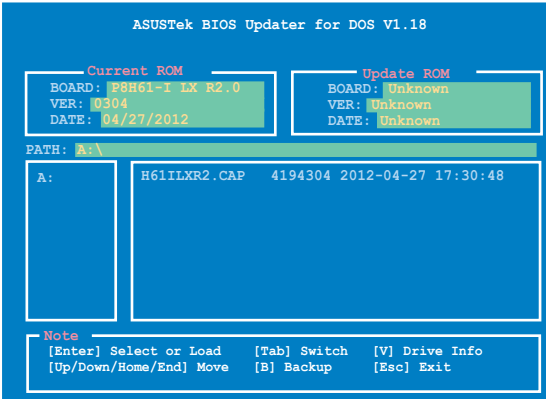 ASUSTek BIOS Updater for DOS V1.18
Current ROM
BOARD: P8H61-I LX R2.0
VER: 0304
DATE: 04/27/2012
Update ROM
BOARD: Unknown
VER: Unknown
DATE: Unknown
PATH: A:\
A:
H61ILXR2.CAP 4194304 2012-04-27 17:30:48
Note
[Enter] Select or Load [Tab] Switch [V] Drive Info
[Up/Down/Home/End] Move [B] Backup [Esc] Exit